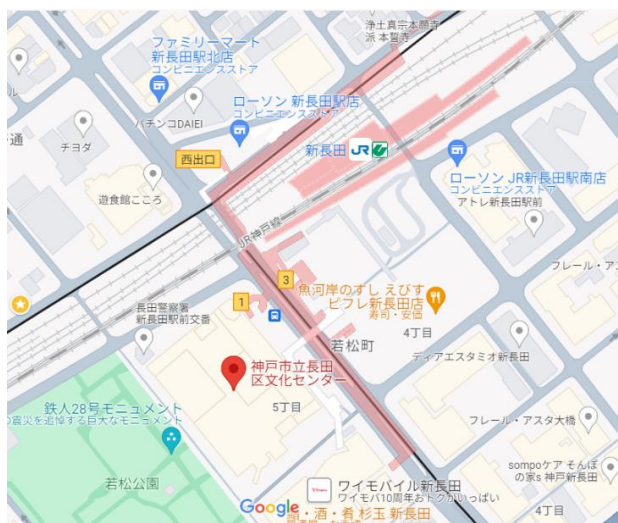 浄土真宗本願寺
派 本誓寺
ファミリーマート
新長田駅北店
コンビニエンスストア
パチンコDAIEI
ローソン 新長田駅店
コンビニエンスストア
通
チヨダ
西出口
新長田 JR
ローソン JR新長田駅南店
コンビニエンスストア
アトレ新長田駅前
遊食館こころ
JR神戸線
フレール・ア
3
1
魚河岸のすし えびす
ピフレ新長田店
寿司・安価
長田警察署
新長田駅前交番
4丁目
若松町
ディアエスタミオ新長田
神戸市立長田
区文化センター
鉄人28号モニュメント
の震災を追悼する巨大なモニュメント
5丁目
フレール・アスタ大橋
若松公園
sompoケア そんぽ
の家s 神戸新長田
ワイモバイル新長田
ワイモバ10周年おトクがいっぱい
Google
・酒・肴 杉玉 新長田
4丁目